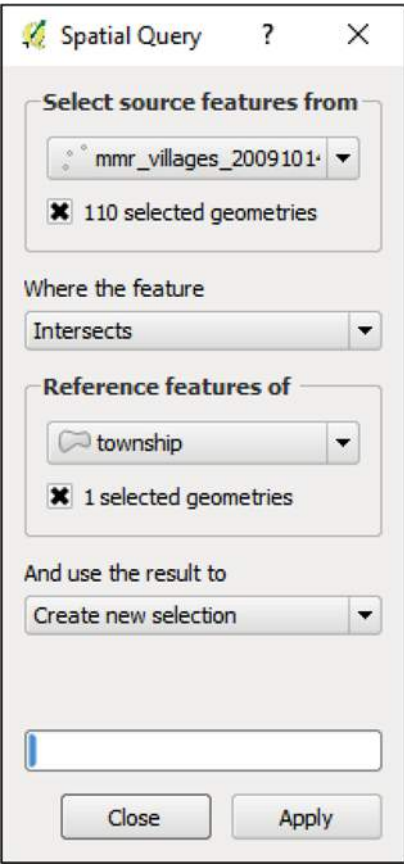 Spatial Query ?
Select source features from
mmr_villages_2009101
110 selected geometries
Where the feature
Intersects
Reference features of
township
1 selected geometries
And use the result to
Create new selection
Close Apply